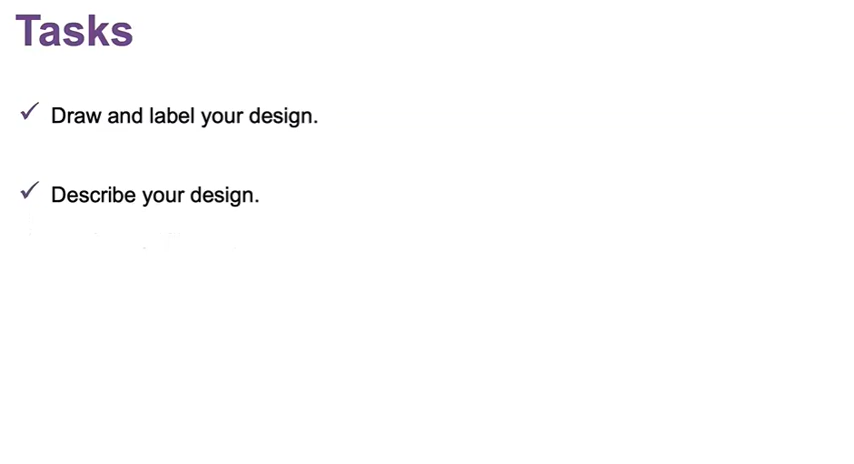 Tasks
✓ Draw and label your design.
✓ Describe your design.